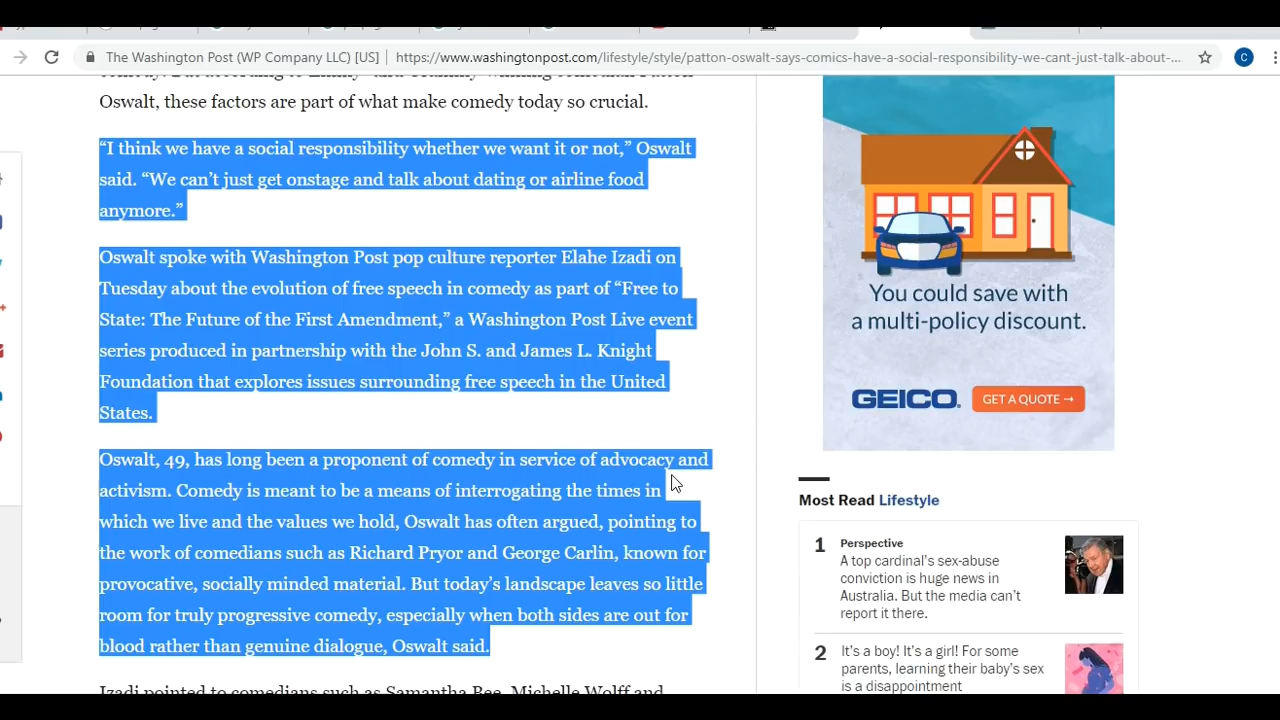 The Washington Post (WP Company LLC) [US]
https://www.washingtonpost.com/lifestyle/style/patton-oswalt-says-comics-have-a-social-responsibility-we-cant-just-talk-about-...
C
Oswalt, these factors are part of what make comedy today so crucial.
“I think we have a social responsibility whether we want it or not,” Oswalt
said. “We can’t just get onstage and talk about dating or airline food
anymore.”
Oswalt spoke with Washington Post pop culture reporter Elahe Izadi on
Tuesday about the evolution of free speech in comedy as part of “Free to
State: The Future of the First Amendment,” a Washington Post Live event
series produced in partnership with the John S. and James L. Knight
Foundation that explores issues surrounding free speech in the United
States.
Oswalt, 49, has long been a proponent of comedy in service of advocacy and
activism. Comedy is meant to be a means of interrogating the times in
which we live and the values we hold, Oswalt has often argued, pointing to
the work of comedians such as Richard Pryor and George Carlin, known for
provocative, socially minded material. But today’s landscape leaves so little
room for truly progressive comedy, especially when both sides are out for
blood rather than genuine dialogue, Oswalt said.
Izadi pointed to comedians such as Samantha Bee, Michelle Wolff and
You could save with
a multi-policy discount.
GEICO.
GET A QUOTE →
Most Read Lifestyle
1
Perspective
A top cardinal’s sex-abuse
conviction is huge news in
Australia. But the media can’t
report it there.
2
It’s a boy! It’s a girl! For some
parents, learning their baby’s sex
is a disappointment